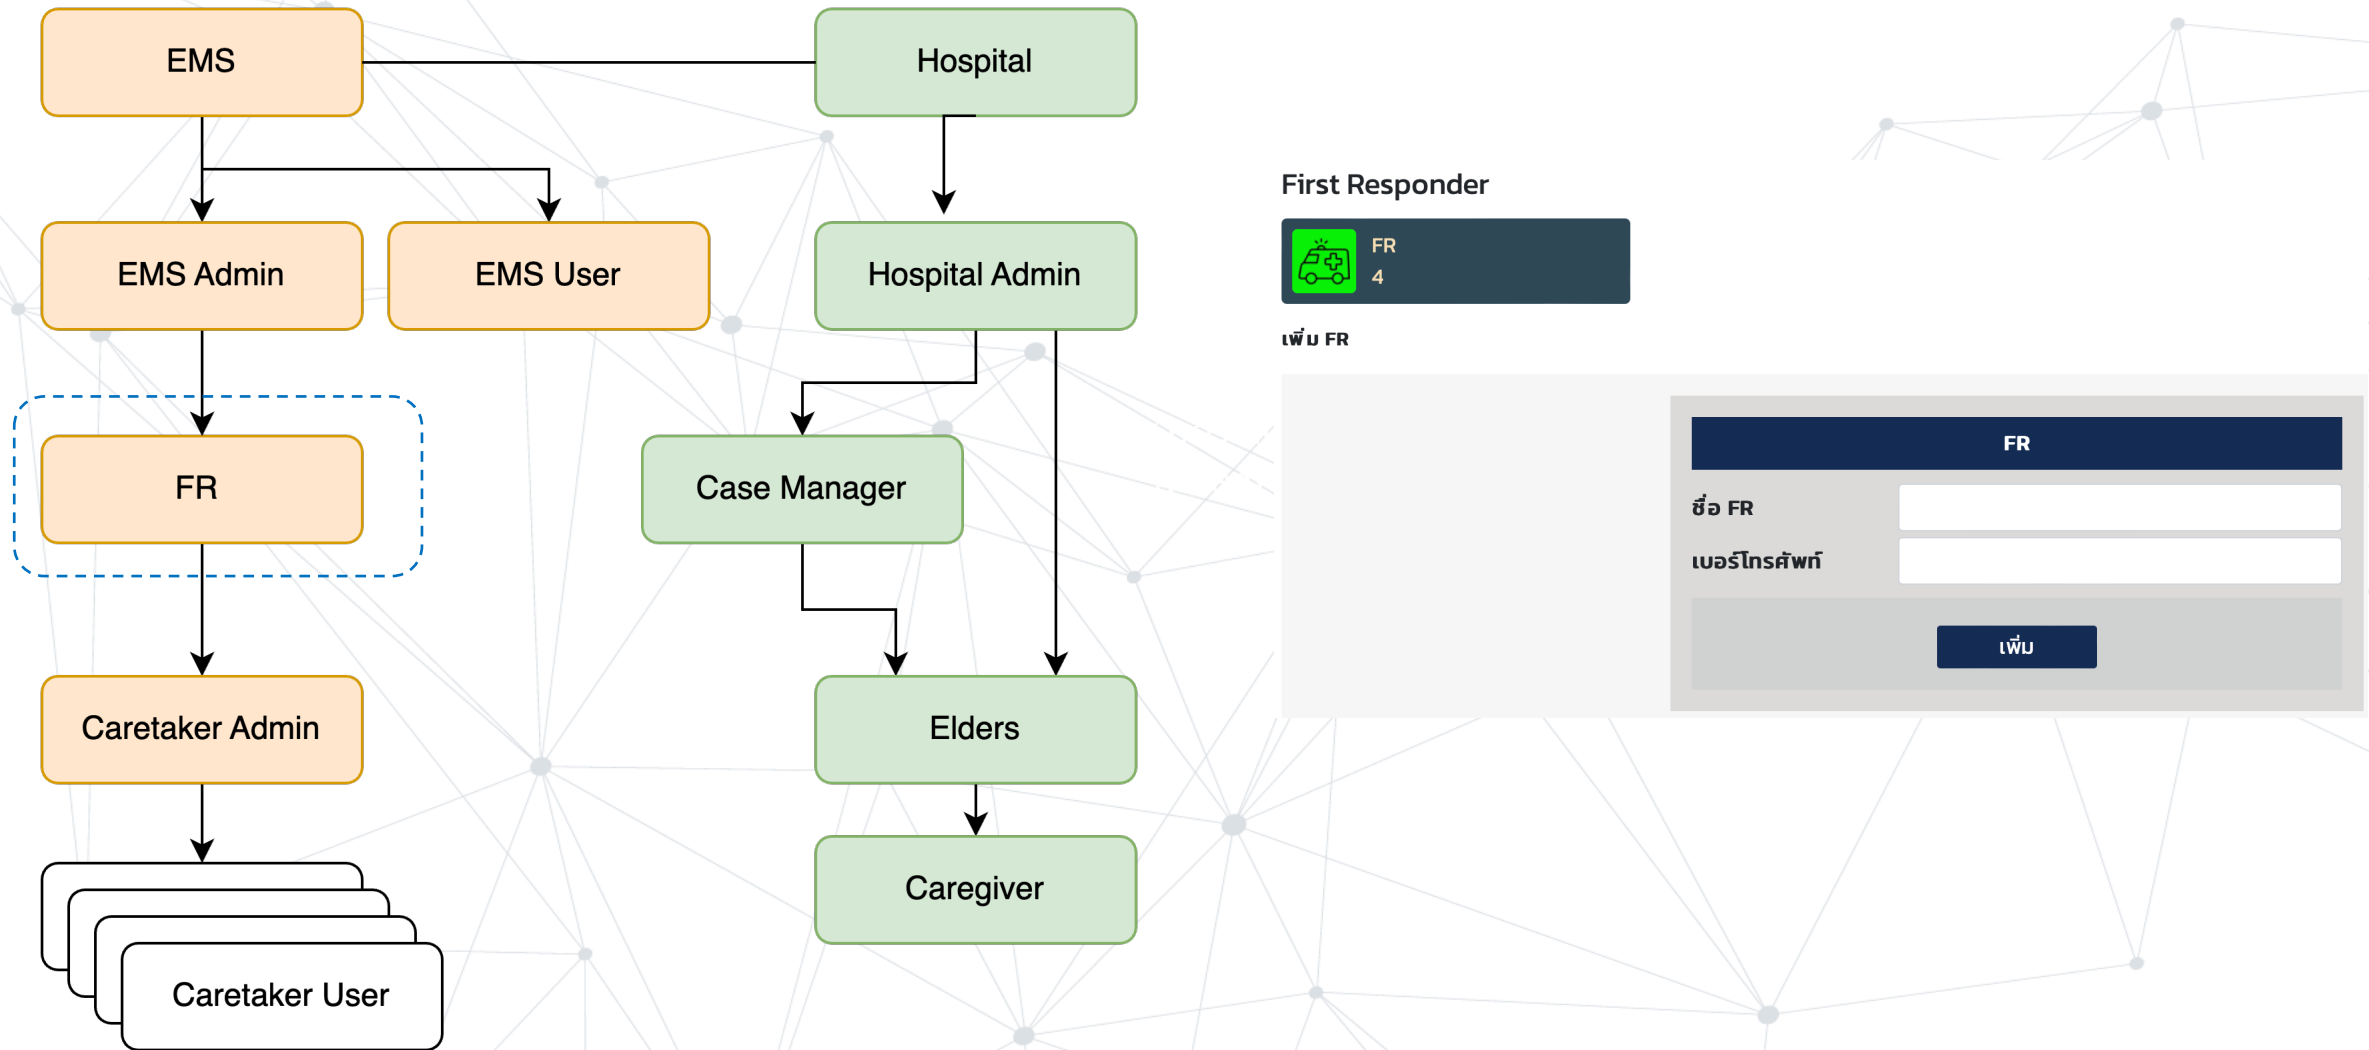 EMS
Hospital
EMS Admin
EMS User
Hospital Admin
FR
Case Manager
Caretaker Admin
Elders
Caregiver
Caretaker User
First Responder
FR
4
เพิ่ม FR
FR
ชื่อ FR
เบอร์โทรศัพท์
เพิ่ม